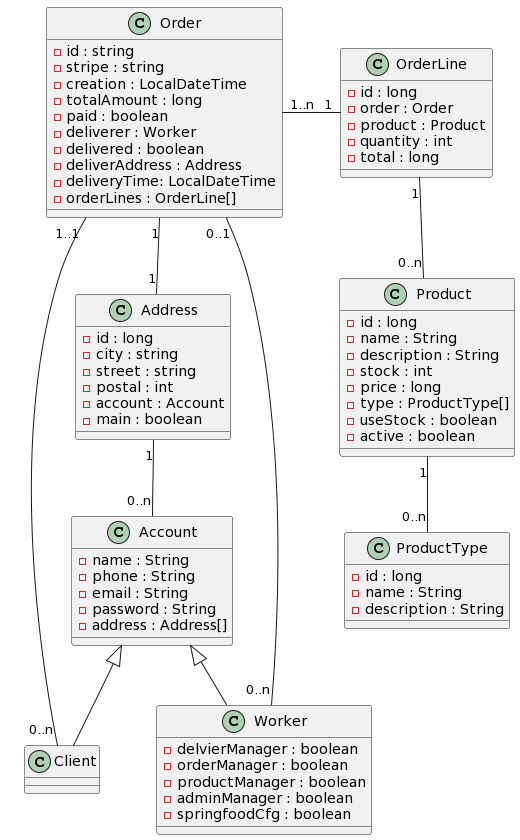 C Order
id : string
stripe : string
creation : LocalDateTime
totalAmount : long
paid : boolean
deliverer : Worker
delivered : boolean
deliverAddress : Address
deliveryTime: LocalDateTime
orderLines : OrderLine[]
C OrderLine
id : long
order : Order
product : Product
quantity : int
total : long
1..n 1
1..1
1
0..1
1
1
0..n
C Address
id : long
city : string
street : string
postal : int
account : Account
main : boolean
C Product
id : long
name : String
description : String
stock : int
price : long
type : ProductType[]
useStock : boolean
active : boolean
1
0..n
1
0..n
C Account
name : String
phone : String
email : String
password : String
address : Address[]
C ProductType
id : long
name : String
description : String
0..n
0..n
C Client
C Worker
delvierManager : boolean
orderManager : boolean
productManager : boolean
adminManager : boolean
springfoodCfg : boolean